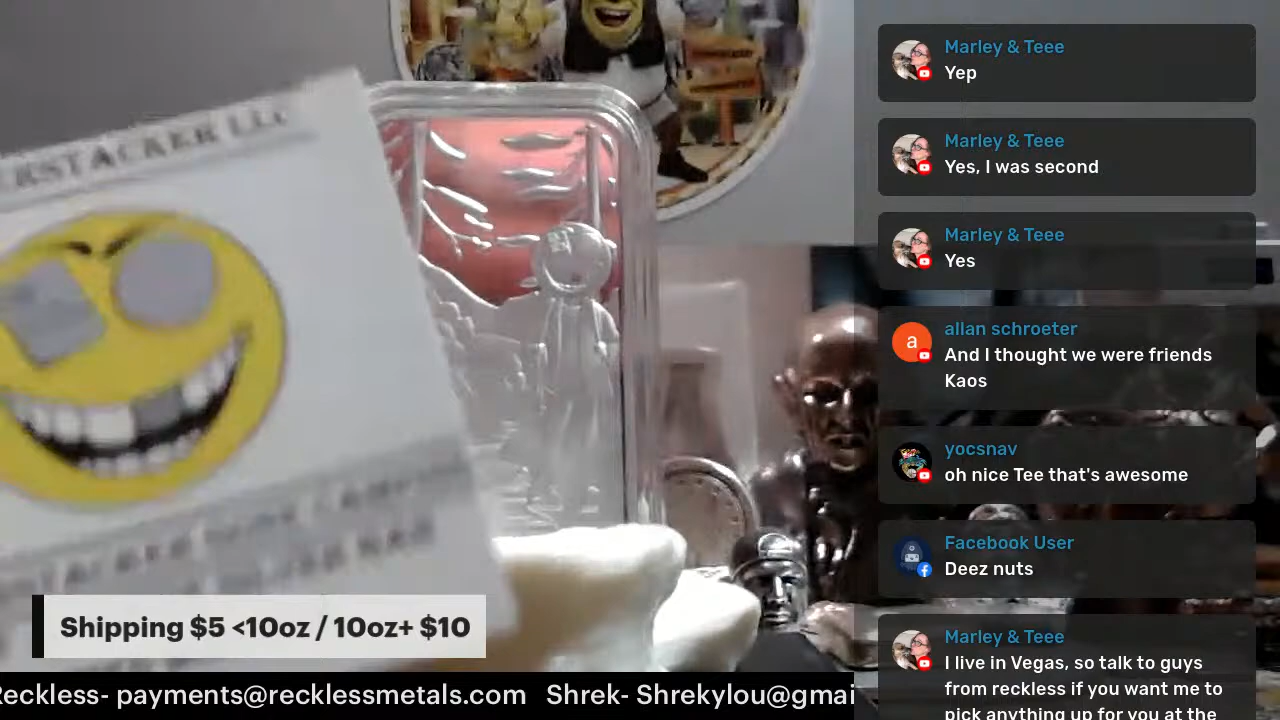 Marley & Teee
Yep
Marley & Teee
Yes, I was second
Marley & Teee
Yes
a
allan schroeter
And I thought we were friends
Kaos
yocsnav
oh nice Tee that's awesome
Facebook User
Deez nuts
Marley & Teee
I live in Vegas, so talk to guys
from reckless if you want me to
pick anything up for you at the
LLC
Shipping $5 <10oz / 10oz+ $10
Reckless- payments@recklessmetals.com Shrek- Shrekylou@gmai